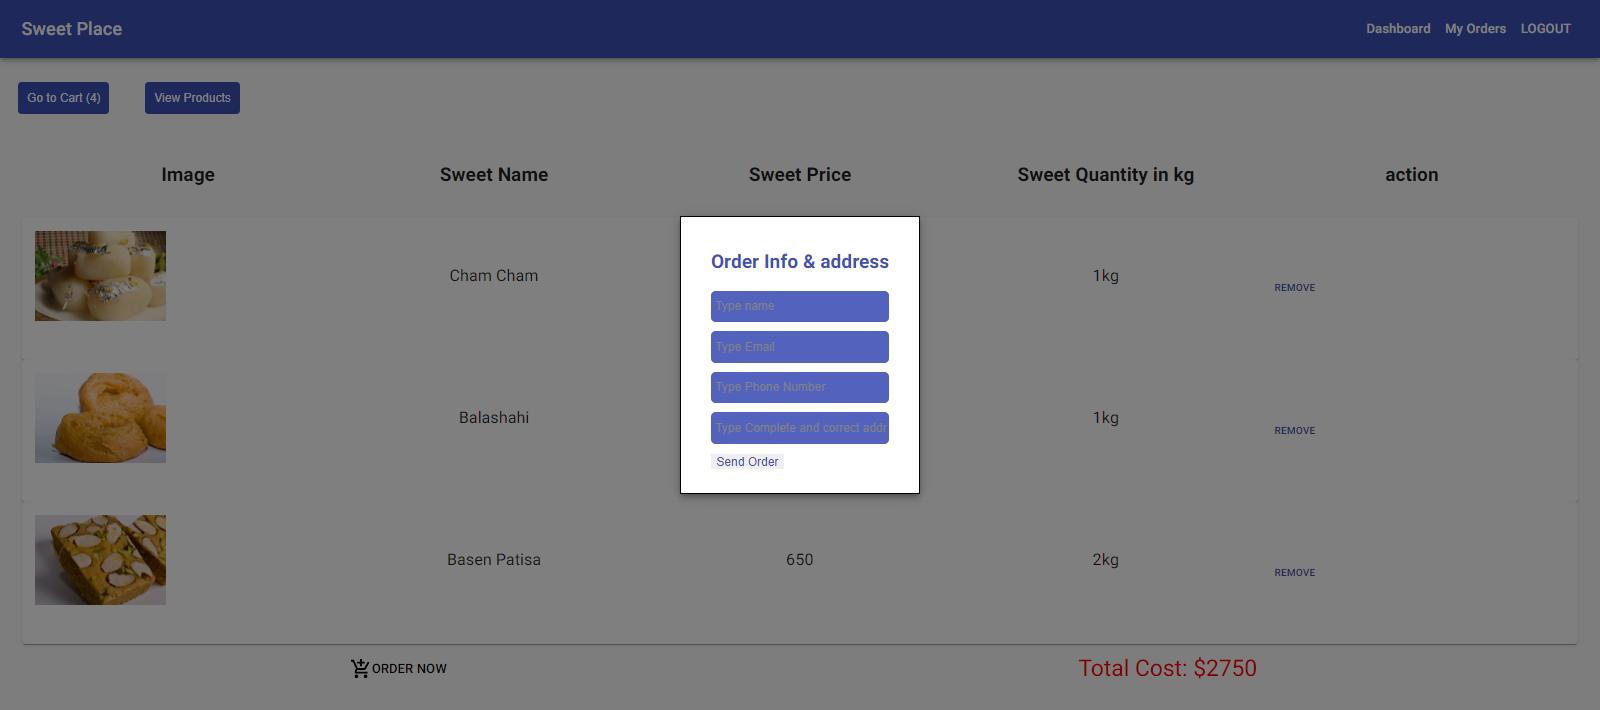 Sweet Place
Dashboard My Orders LOGOUT
Go to Cart (4) View Products
Image Sweet Name Sweet Price Sweet Quantity in kg action
Cham Cham 1kg REMOVE
Order Info & address
Type name
Type Email
Type Phone Number
Type Complete and correct addr
Send Order
Balashahi 1kg REMOVE
Basen Patisa 650 2kg REMOVE
ORDER NOW Total Cost: $2750